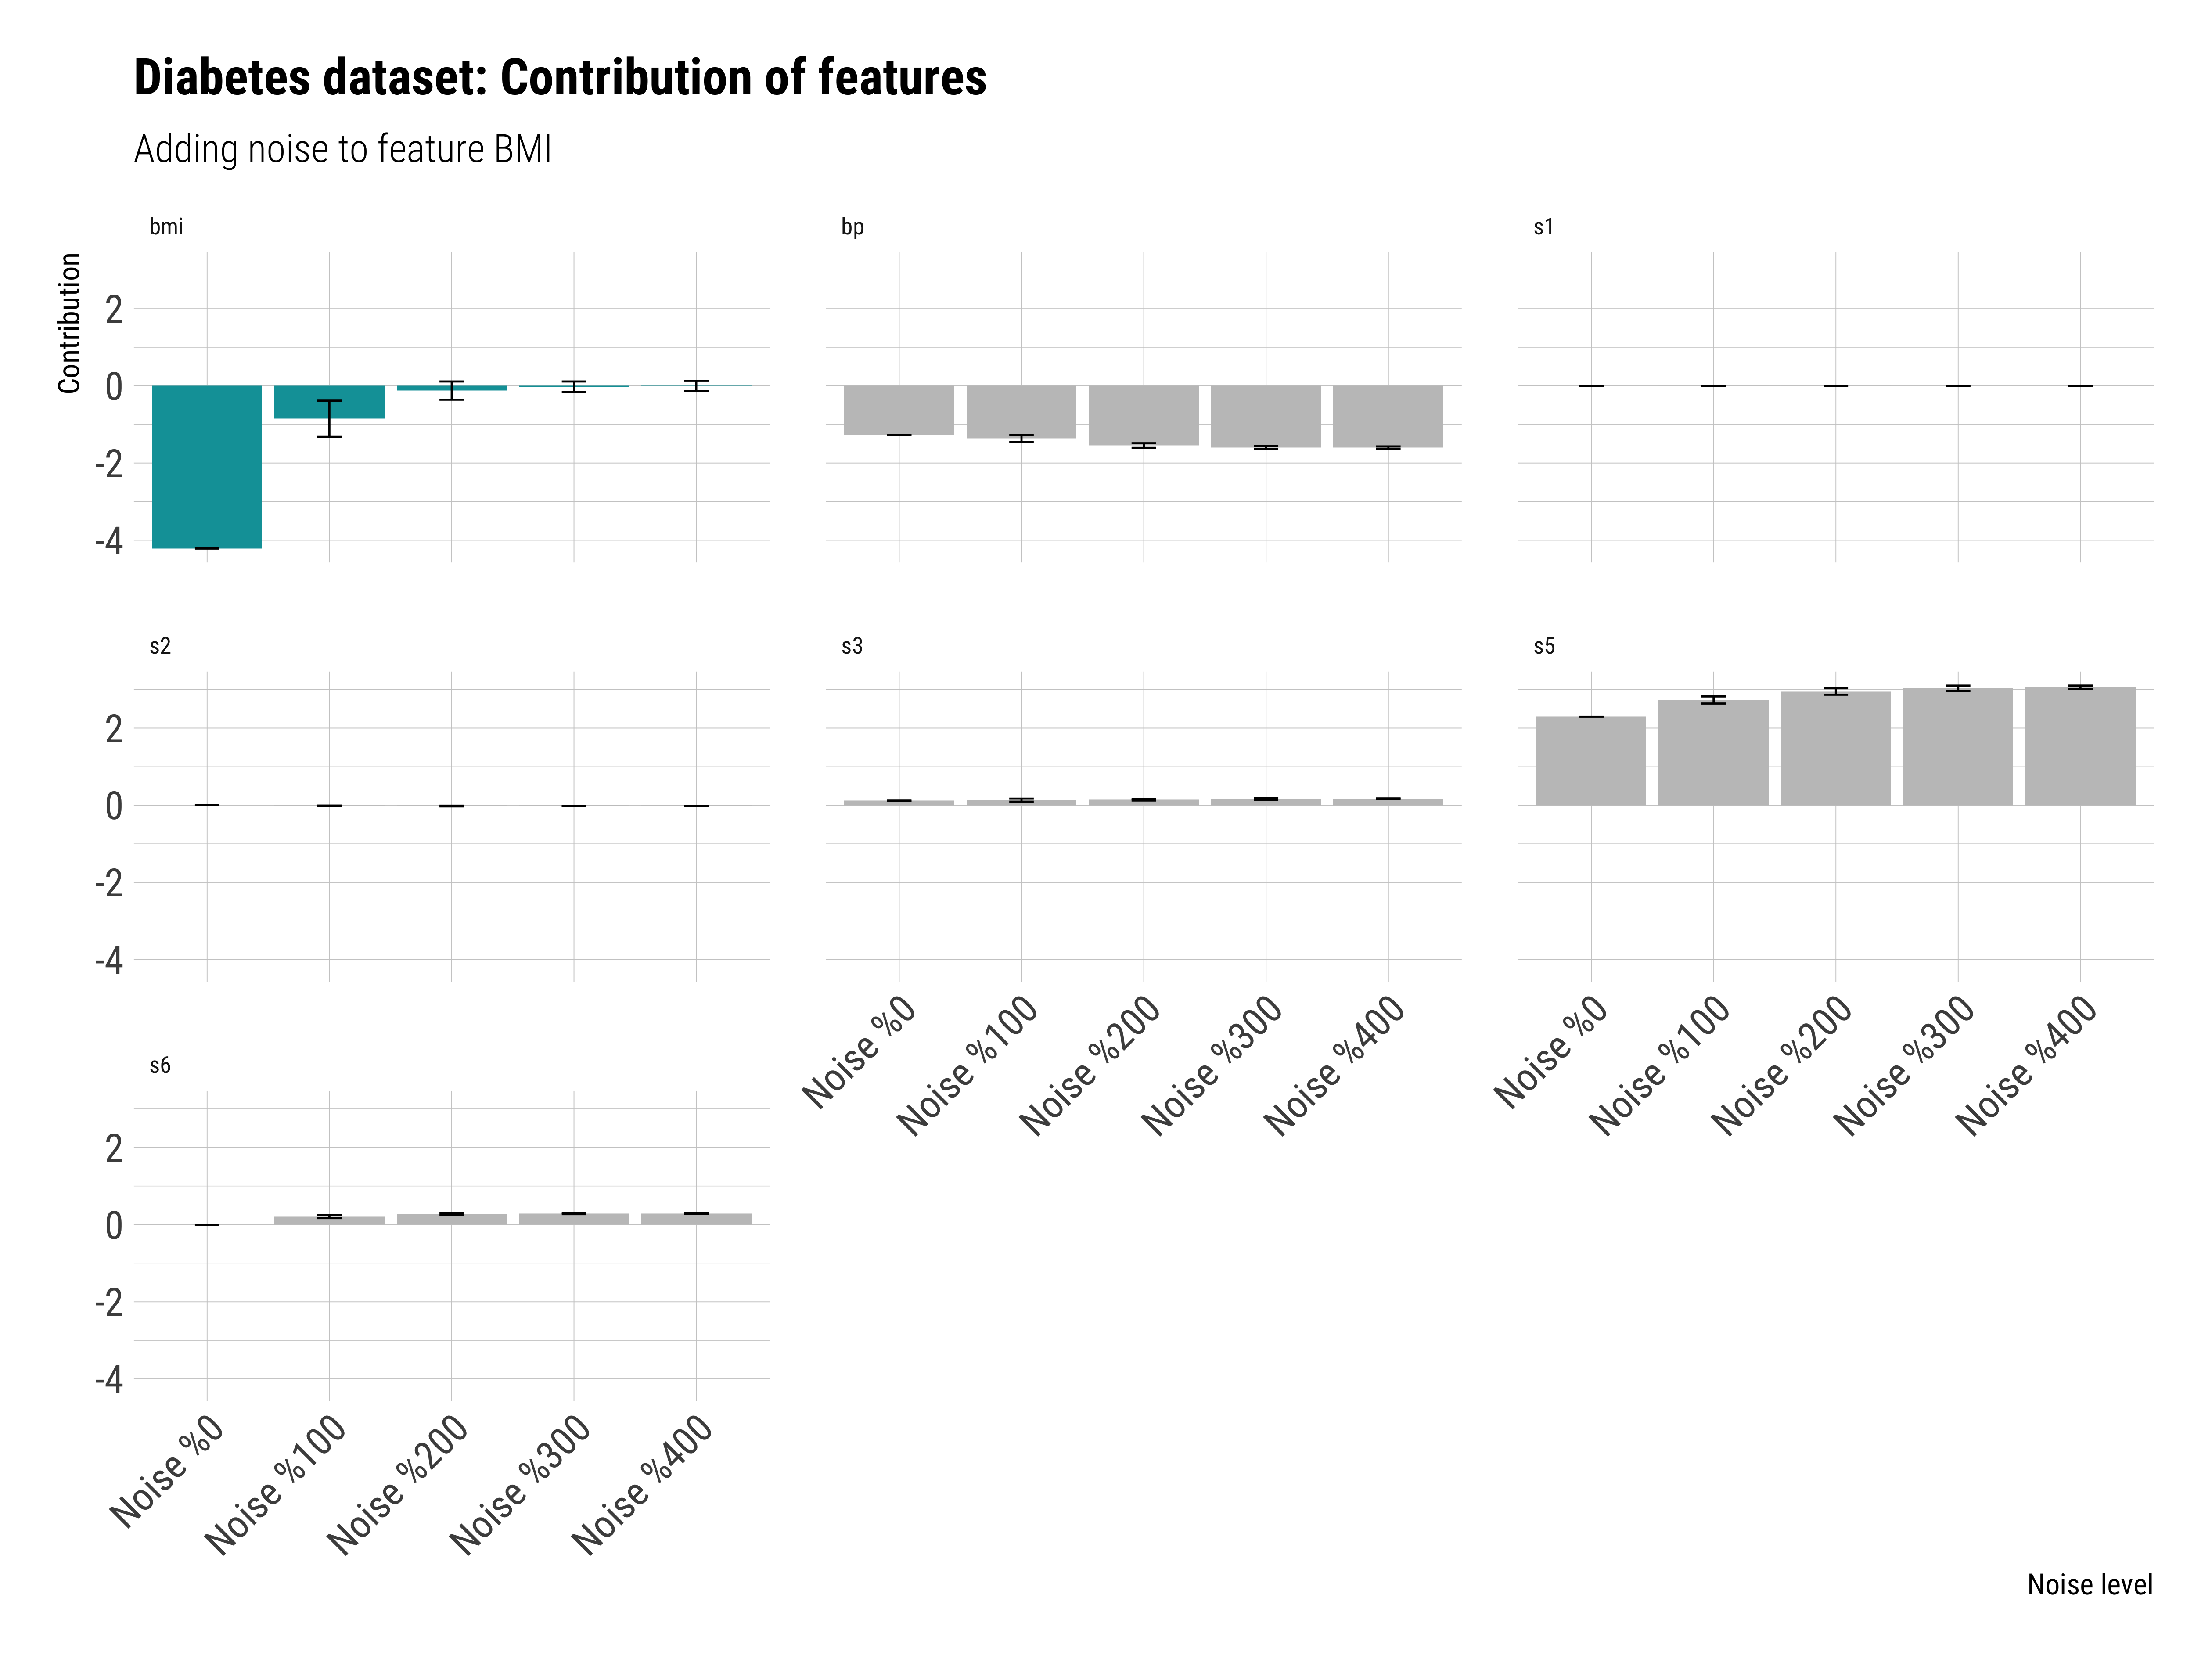 Diabetes dataset: Contribution of features
Adding noise to feature BMI
bmi
bp
s1
Contribution
2
0
-2
-4
s2
s3
s5
2
0
-2
-4
Noise %0
Noise %100
Noise %200
Noise %300
Noise %400
Noise %0
Noise %100
Noise %200
Noise %300
Noise %400
s6
2
0
-2
-4
Noise %0
Noise %100
Noise %200
Noise %300
Noise %400
Noise level